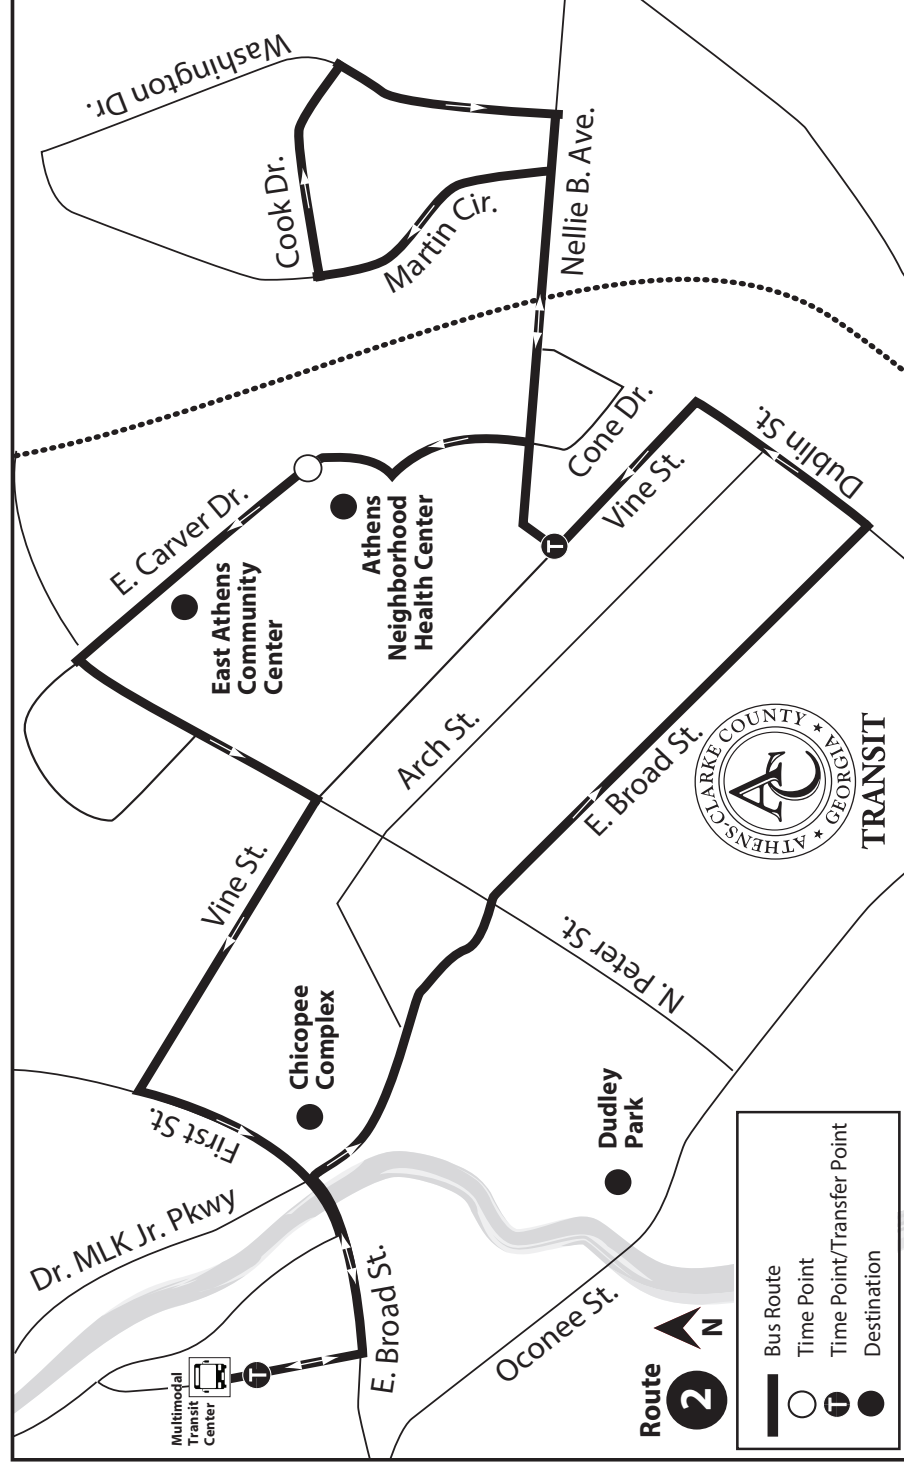 Washington Dr.
Cook Dr.
Martin Cir.
Nellie B. Ave.
Cone Dr.
Vine St.
Dublin St.
E. Carver Dr.
East Athens
Community
Center
Athens
Neighborhood
Health Center
T
Arch St.
E. Broad St.
ATHENS-CLARKE COUNTY
GEORGIA
AC
TRANSIT
Vine St.
N. Peter St.
Chicopee
Complex
First St.
Dudley
Park
Dr. MLK Jr. Pkwy
E. Broad St.
Oconee St.
Multimodal
Transit
Center
T
N
Route
2
Bus Route
Time Point
T Time Point/Transfer Point
Destination